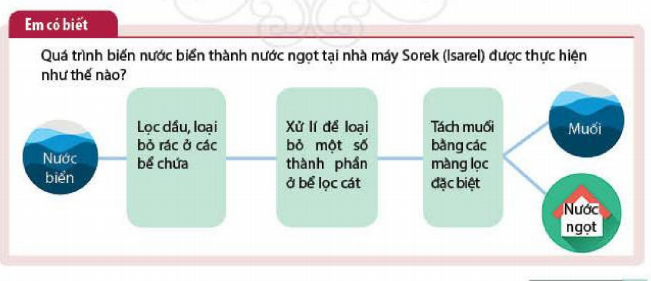 Em có biết
Quá trình biến nước biển thành nước ngọt tại nhà máy Sorek (Isarel) được thực hiện
như thế nào?
Nước
biển
Lọc dầu, loại
bỏ rác ở các
bể chứa
Xử lí để loại
bỏ một số
thành phần
ở bể lọc cát
Tách muối
bằng các
màng lọc
đặc biệt
Muối
Nước
ngọt